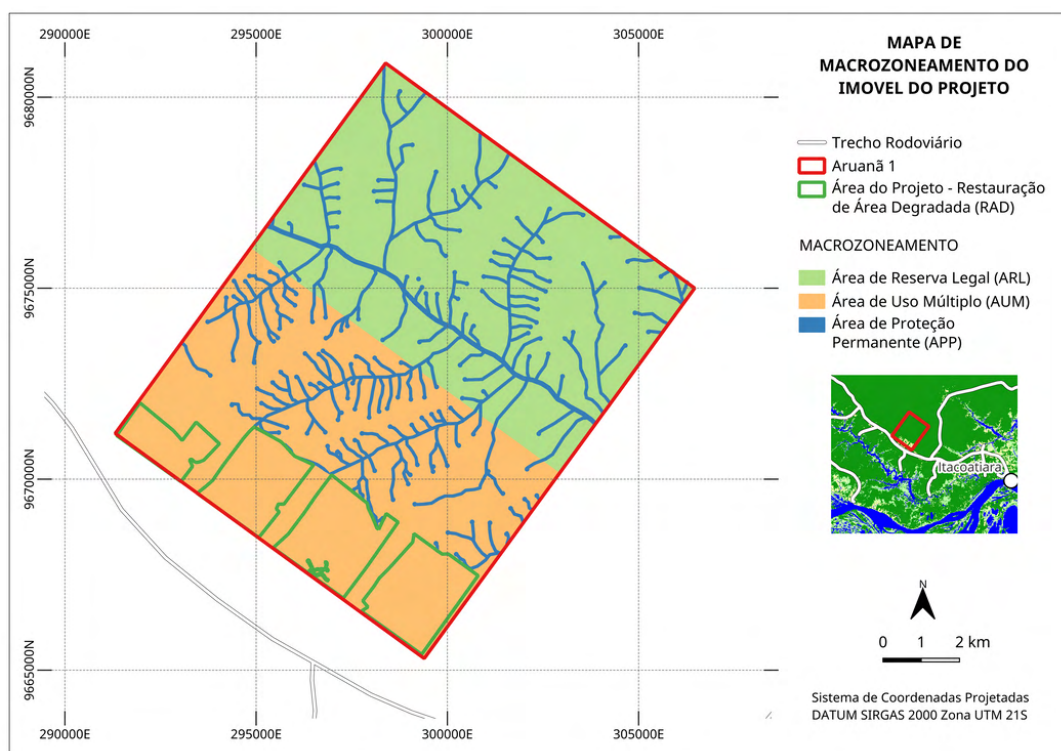 290000E
295000E
300000E
305000E
9680000N
9675000N
9670000N
9665000N
290000E
295000E
300000E
305000E
MAPA DE
MACROZONEAMENTO DO
IMOVEL DO PROJETO
Trecho Rodoviário
Aruanã 1
Área do Projeto - Restauração
de Área Degradada (RAD)
MACROZONEAMENTO
Área de Reserva Legal (ARL)
Área de Uso Múltiplo (AUM)
Área de Proteção
Permanente (APP)
Itacoatiara
N
0 1 2 km
Sistema de Coordenadas Projetadas
DATUM SIRGAS 2000 Zona UTM 21S